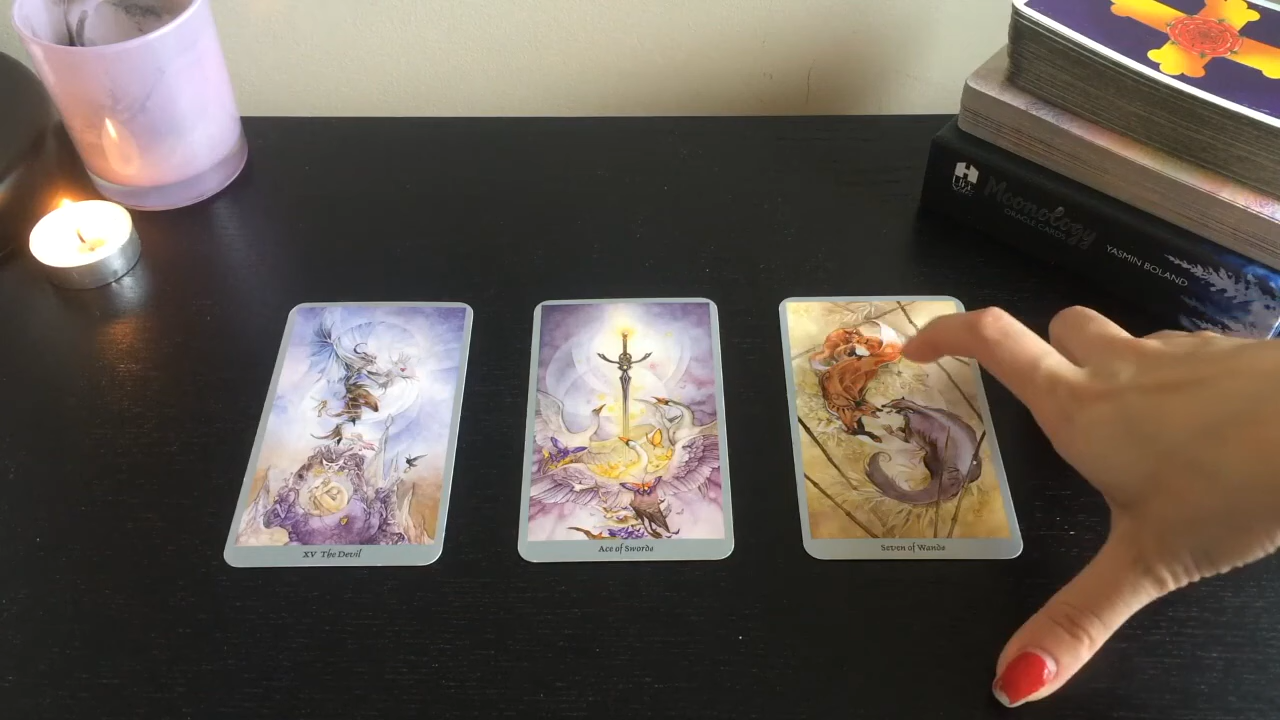 Moonology
ORACLE CARDS
YASMIN BOLAND
XV The Devil
Ace of Swords
Seven of Wands